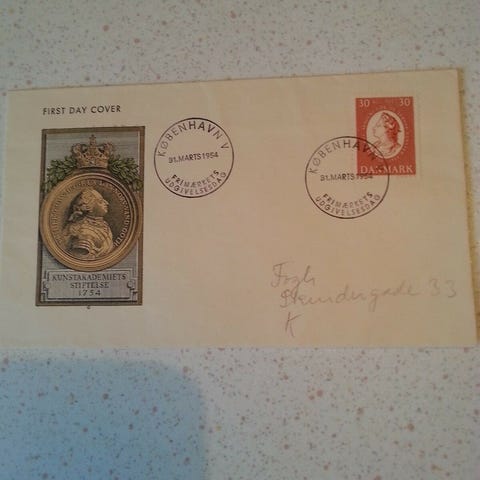 FIRST DAY COVER
KØBENHAVN V
31.MARTS 1954
FRIMÆRKETS
UDGIVELSESDAG
30 30
DANMARK
KØBENHAVN
31.MARTS 1954
FRIMÆRKETS
UDGIVELSESDAG
KUNSTAKADEMIETS
STIFTELSE
1754
33
K